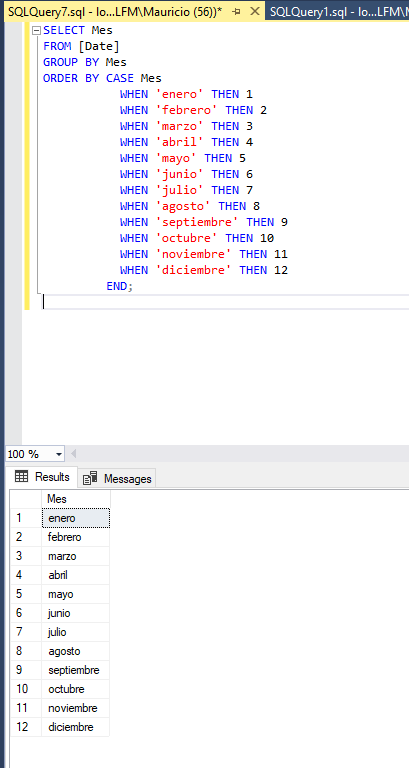 SQLQuery7.sql - lo...LFM\Mauricio (56))* SQLQuery1.sql - lo...LFM\
SELECT Mes
FROM [Date]
GROUP BY Mes
ORDER BY CASE Mes
WHEN 'enero' THEN 1
WHEN 'febrero' THEN 2
WHEN 'marzo' THEN 3
WHEN 'abril' THEN 4
WHEN 'mayo' THEN 5
WHEN 'junio' THEN 6
WHEN 'julio' THEN 7
WHEN 'agosto' THEN 8
WHEN 'septiembre' THEN 9
WHEN 'octubre' THEN 10
WHEN 'noviembre' THEN 11
WHEN 'diciembre' THEN 12
END;
100 %
Results Messages
Mes
1 enero
2 febrero
3 marzo
4 abril
5 mayo
6 junio
7 julio
8 agosto
9 septiembre
10 octubre
11 noviembre
12 diciembre